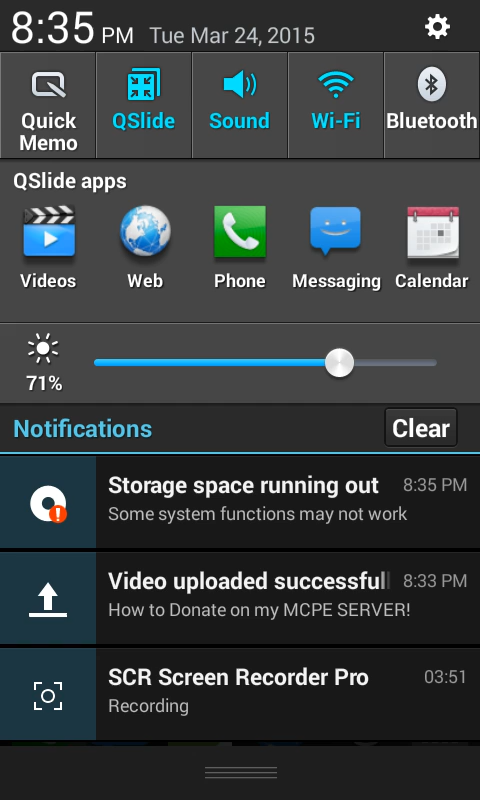 8:35 PM Tue Mar 24, 2015
Quick Memo QSlide Sound Wi-Fi Bluetooth
QSlide apps
Videos Web Phone Messaging Calendar
71%
Notifications Clear
Storage space running out 8:35 PM
Some system functions may not work
Video uploaded successful 8:33 PM
How to Donate on my MCPE SERVER!
SCR Screen Recorder Pro 03:51
Recording